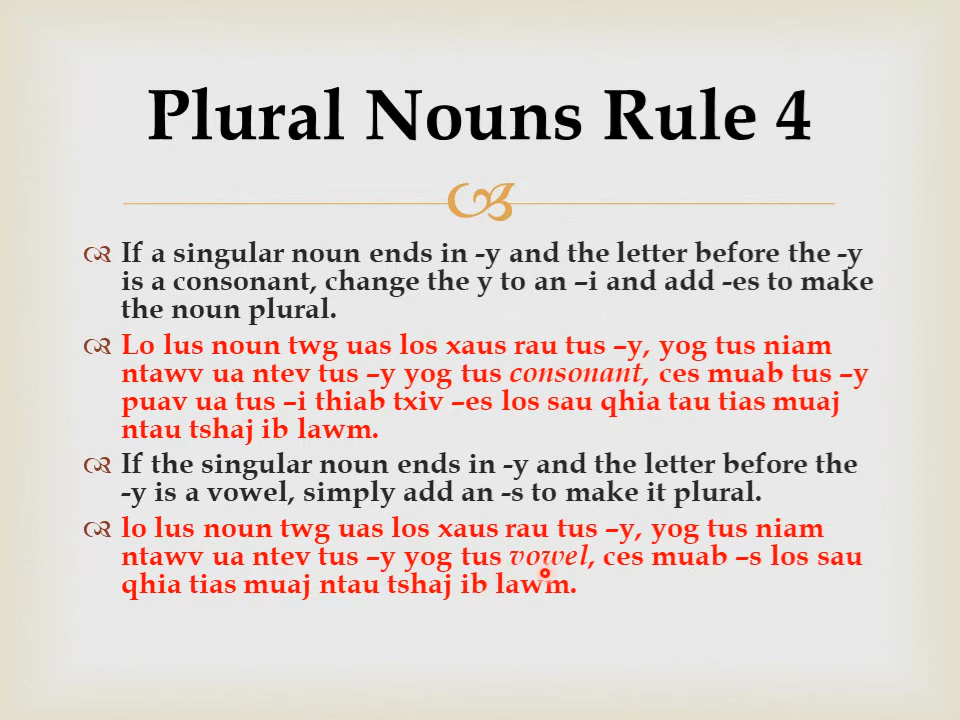 Plural Nouns Rule 4
If a singular noun ends in -y and the letter before the -y
is a consonant, change the y to an –i and add -es to make
the noun plural.
Lo lus noun twg uas los xaus rau tus –y, yog tus niam
ntawv ua ntev tus –y yog tus consonant, ces muab tus –y
puav ua tus –i thiab txiv –es los sau qhia tau tias muaj
ntau tshaj ib lawm.
If the singular noun ends in -y and the letter before the
-y is a vowel, simply add an -s to make it plural.
lo lus noun twg uas los xaus rau tus –y, yog tus niam
ntawv ua ntev tus –y yog tus vowel, ces muab –s los sau
qhia tias muaj ntau tshaj ib lawm.